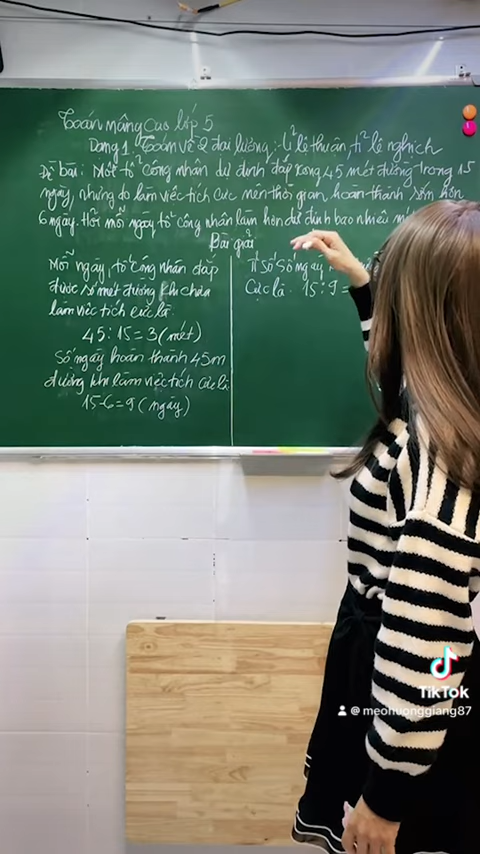 Toán nâng cao lớp 5
Dạng 1: Toán về 2 đại lượng: tỉ lệ thuận, tỉ lệ nghịch
Đề bài: Một tổ công nhân dự định đắp xong 45 mét đường trong 15
ngày, nhưng do làm việc tích cực nên thời gian hoàn thành sớm hơn
6 ngày. Hỏi mỗi ngày, tổ công nhân làm hơn dự định bao nhiêu
Bài giải
Mỗi ngày, tổ công nhân đắp
được số mét đường khi chưa
làm việc tích cực là
45 : 15 = 3 (mét)
Số ngày hoàn thành 45m
đường khi làm việc tích cực là
15 - 6 = 9 (ngày)
Tỉ số số ngày
cực là: 15 : 9 =
TikTok
@meohuonggiang87